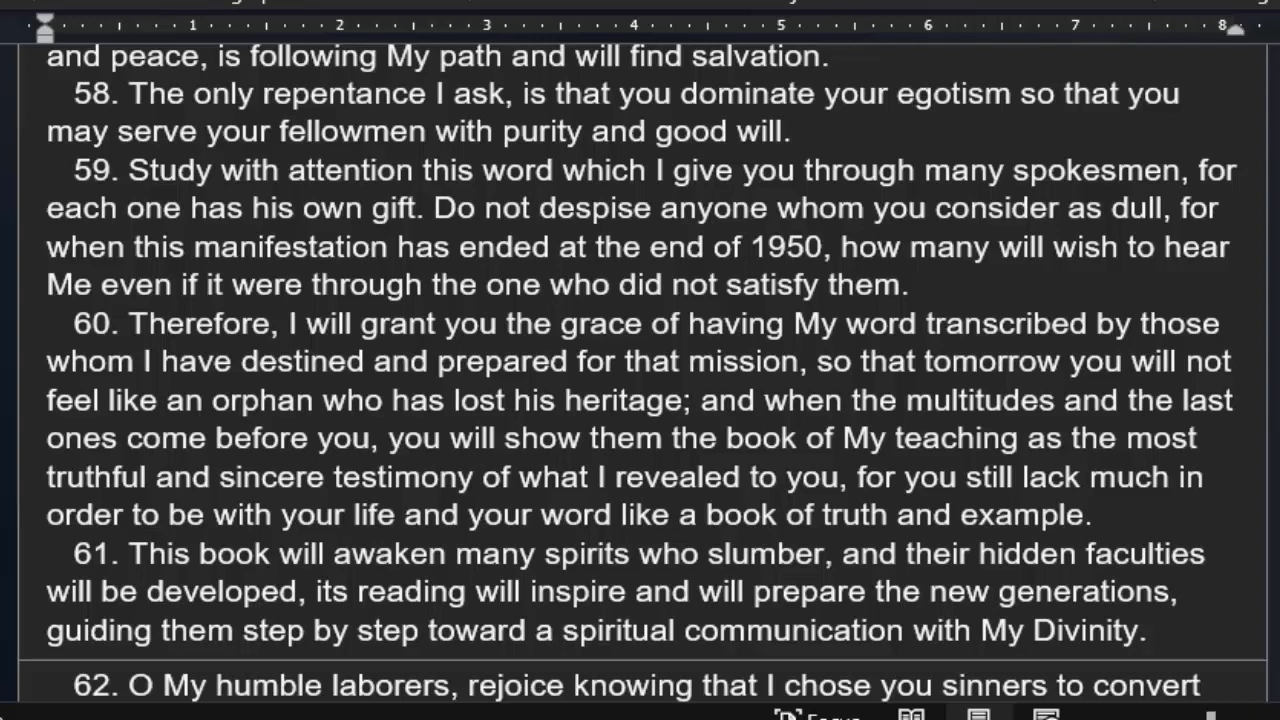 1 2 3 4 5 6 7 8
and peace, is following My path and will find salvation.
58. The only repentance I ask, is that you dominate your egotism so that you
may serve your fellowmen with purity and good will.
59. Study with attention this word which I give you through many spokesmen, for
each one has his own gift. Do not despise anyone whom you consider as dull, for
when this manifestation has ended at the end of 1950, how many will wish to hear
Me even if it were through the one who did not satisfy them.
60. Therefore, I will grant you the grace of having My word transcribed by those
whom I have destined and prepared for that mission, so that tomorrow you will not
feel like an orphan who has lost his heritage; and when the multitudes and the last
ones come before you, you will show them the book of My teaching as the most
truthful and sincere testimony of what I revealed to you, for you still lack much in
order to be with your life and your word like a book of truth and example.
61. This book will awaken many spirits who slumber, and their hidden faculties
will be developed, its reading will inspire and will prepare the new generations,
guiding them step by step toward a spiritual communication with My Divinity.
62. O My humble laborers, rejoice knowing that I chose you sinners to convert
Focus